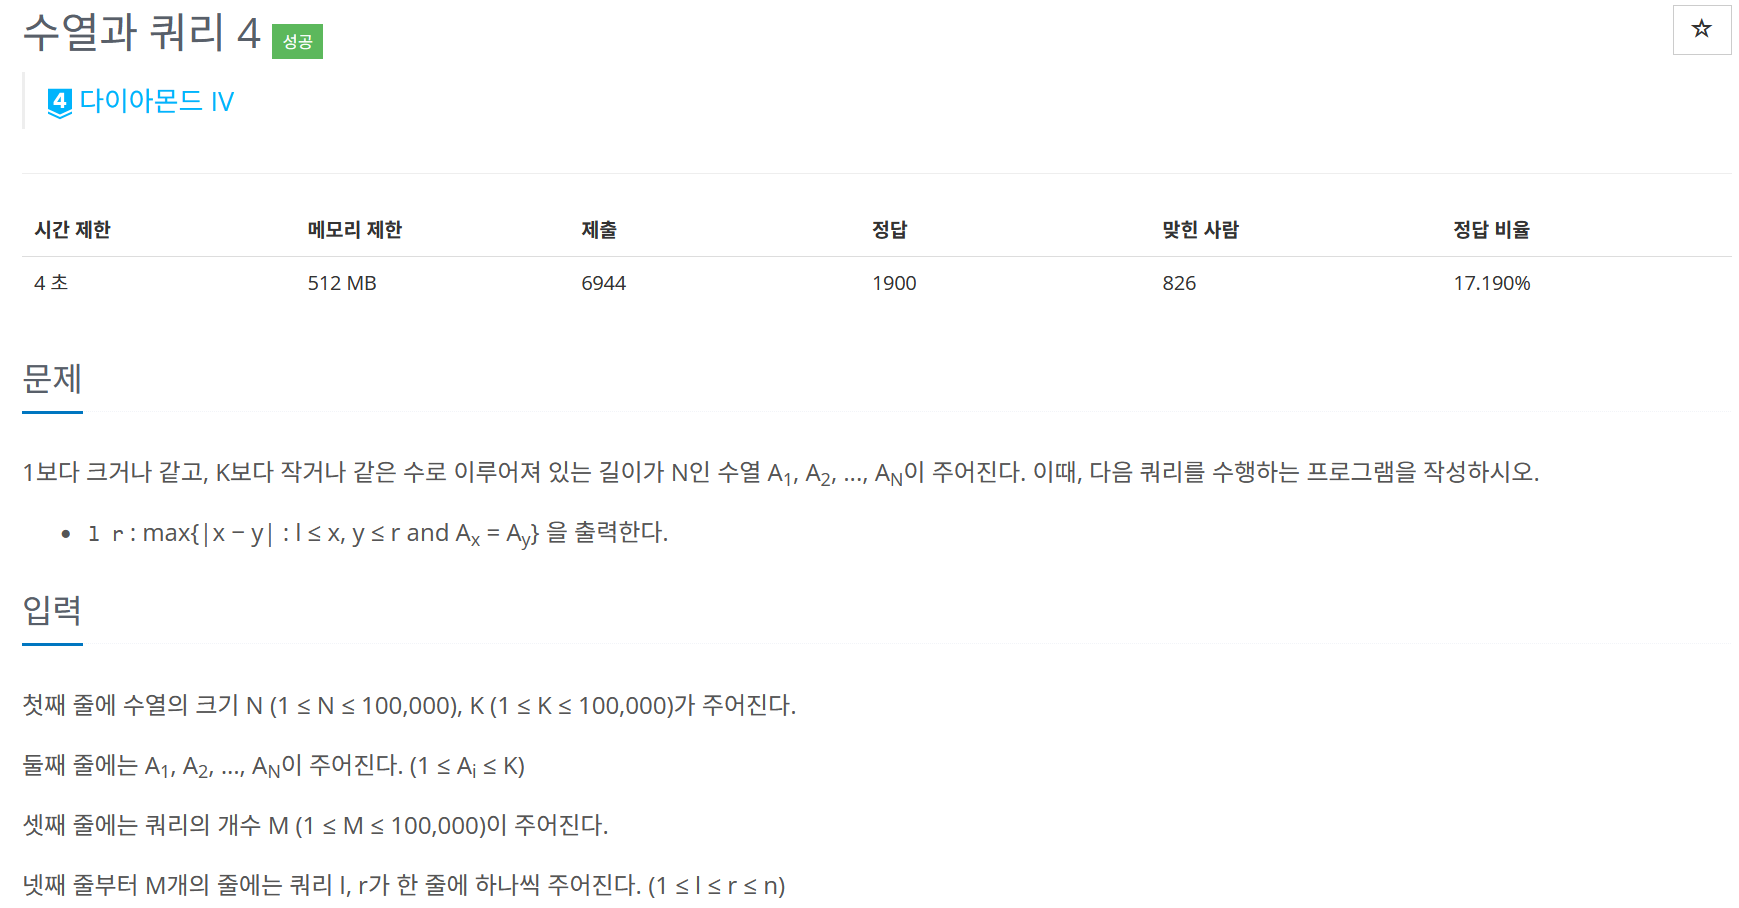 수열과 쿼리 4 성공
☆
4 다이아몬드 IV
시간 제한 메모리 제한 제출 정답 맞힌 사람 정답 비율
4 초 512 MB 6944 1900 826 17.190%
문제
1보다 크거나 같고, K보다 작거나 같은 수로 이루어져 있는 길이가 N인 수열 A1, A2, ..., AN이 주어진다. 이때, 다음 쿼리를 수행하는 프로그램을 작성하시오.
• l r : max{|x − y| : l ≤ x, y ≤ r and Ax = Ay} 을 출력한다.
입력
첫째 줄에 수열의 크기 N (1 ≤ N ≤ 100,000), K (1 ≤ K ≤ 100,000)가 주어진다.
둘째 줄에는 A1, A2, ..., AN이 주어진다. (1 ≤ Ai ≤ K)
셋째 줄에는 쿼리의 개수 M (1 ≤ M ≤ 100,000)이 주어진다.
넷째 줄부터 M개의 줄에는 쿼리 l, r가 한 줄에 하나씩 주어진다. (1 ≤ l ≤ r ≤ n)